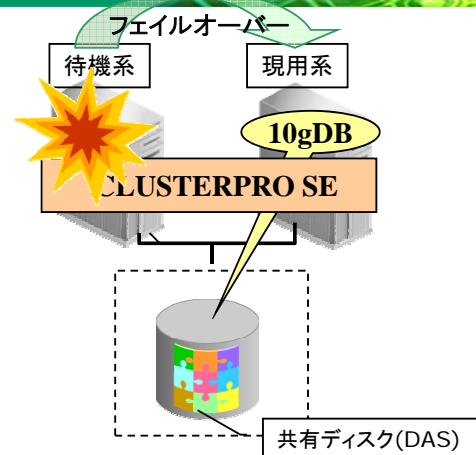 フェイルオーバー
待機系
現用系
10gDB
CLUSTERPRO SE
共有ディスク(DAS)